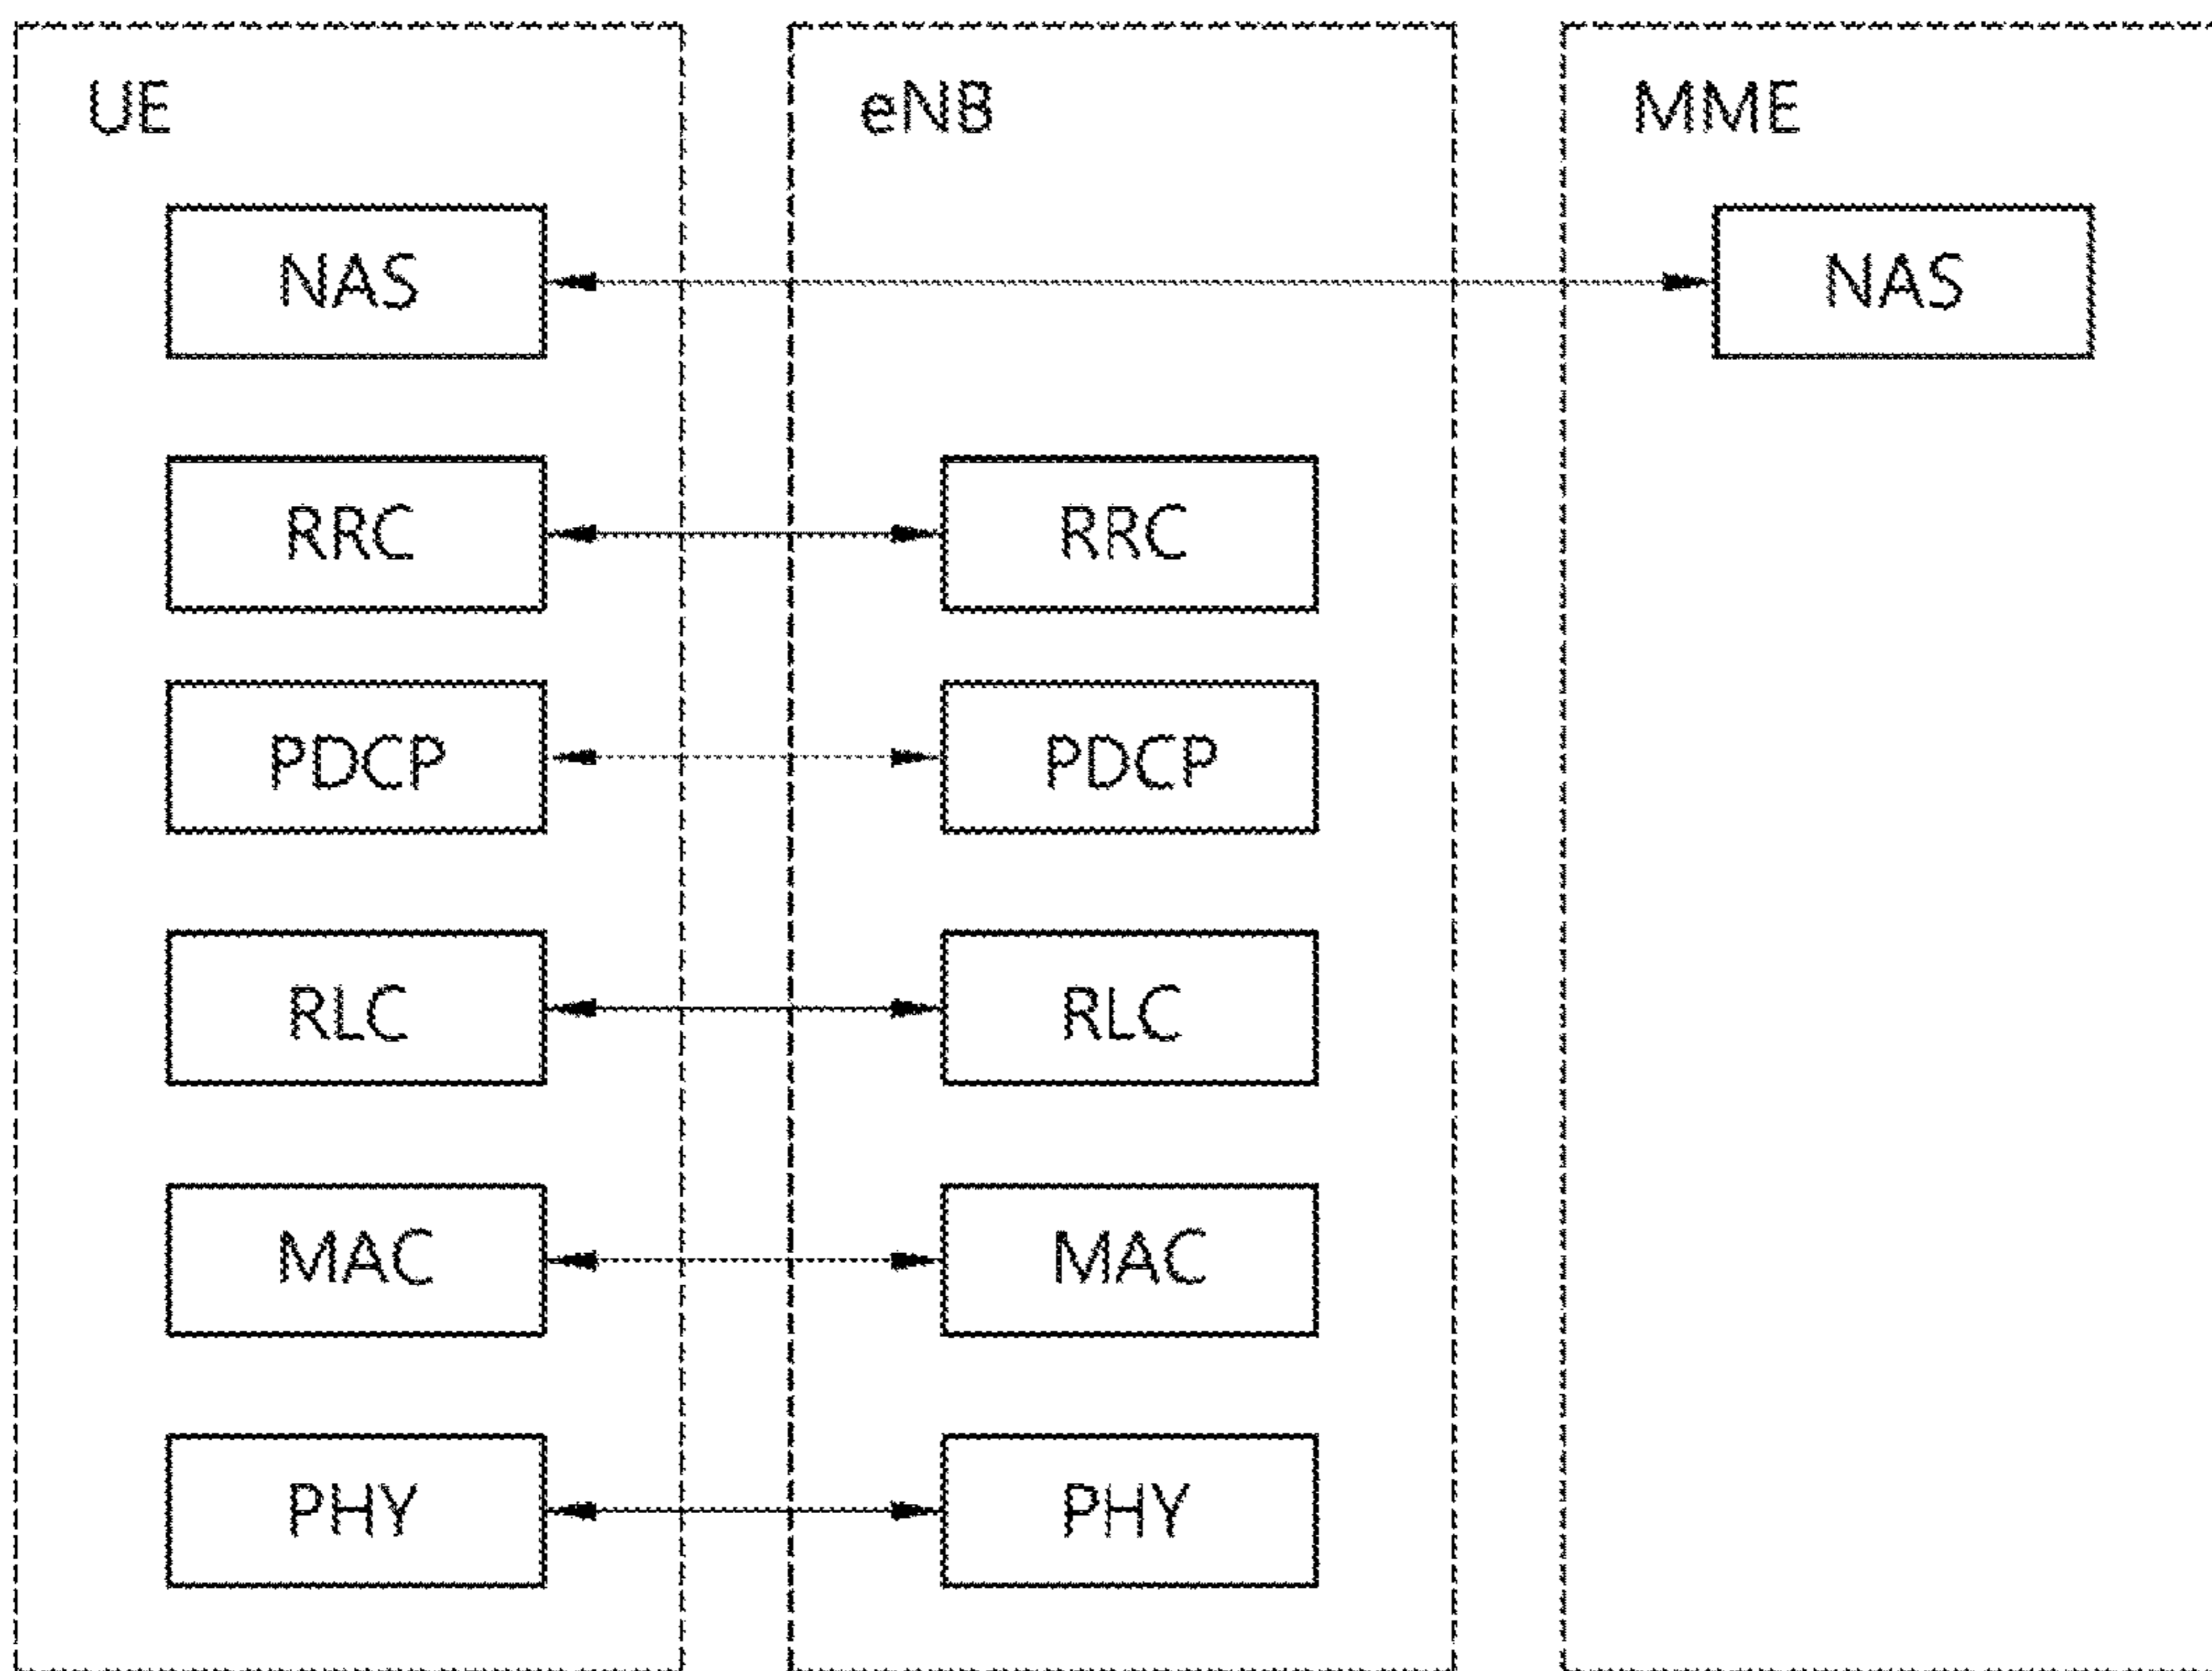 UE eNB MME
NAS NAS
RRC RRC
PDCP PDCP
RLC RLC
MAC MAC
PHY PHY